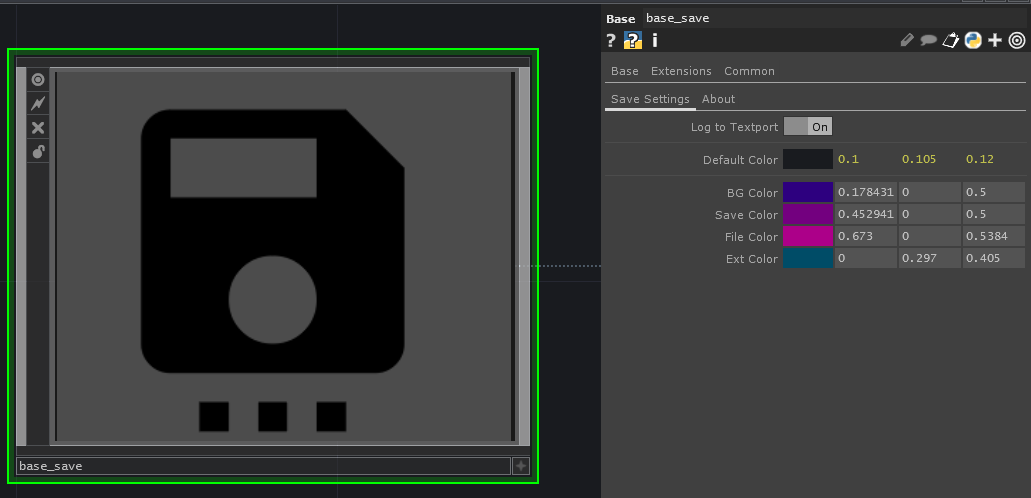 Base base_save
? ? i
Base Extensions Common
Save Settings About
Log to Textport On
Default Color 0.1 0.105 0.12
BG Color 0.178431 0 0.5
Save Color 0.452941 0 0.5
File Color 0.673 0 0.5384
Ext Color 0 0.297 0.405
base_save